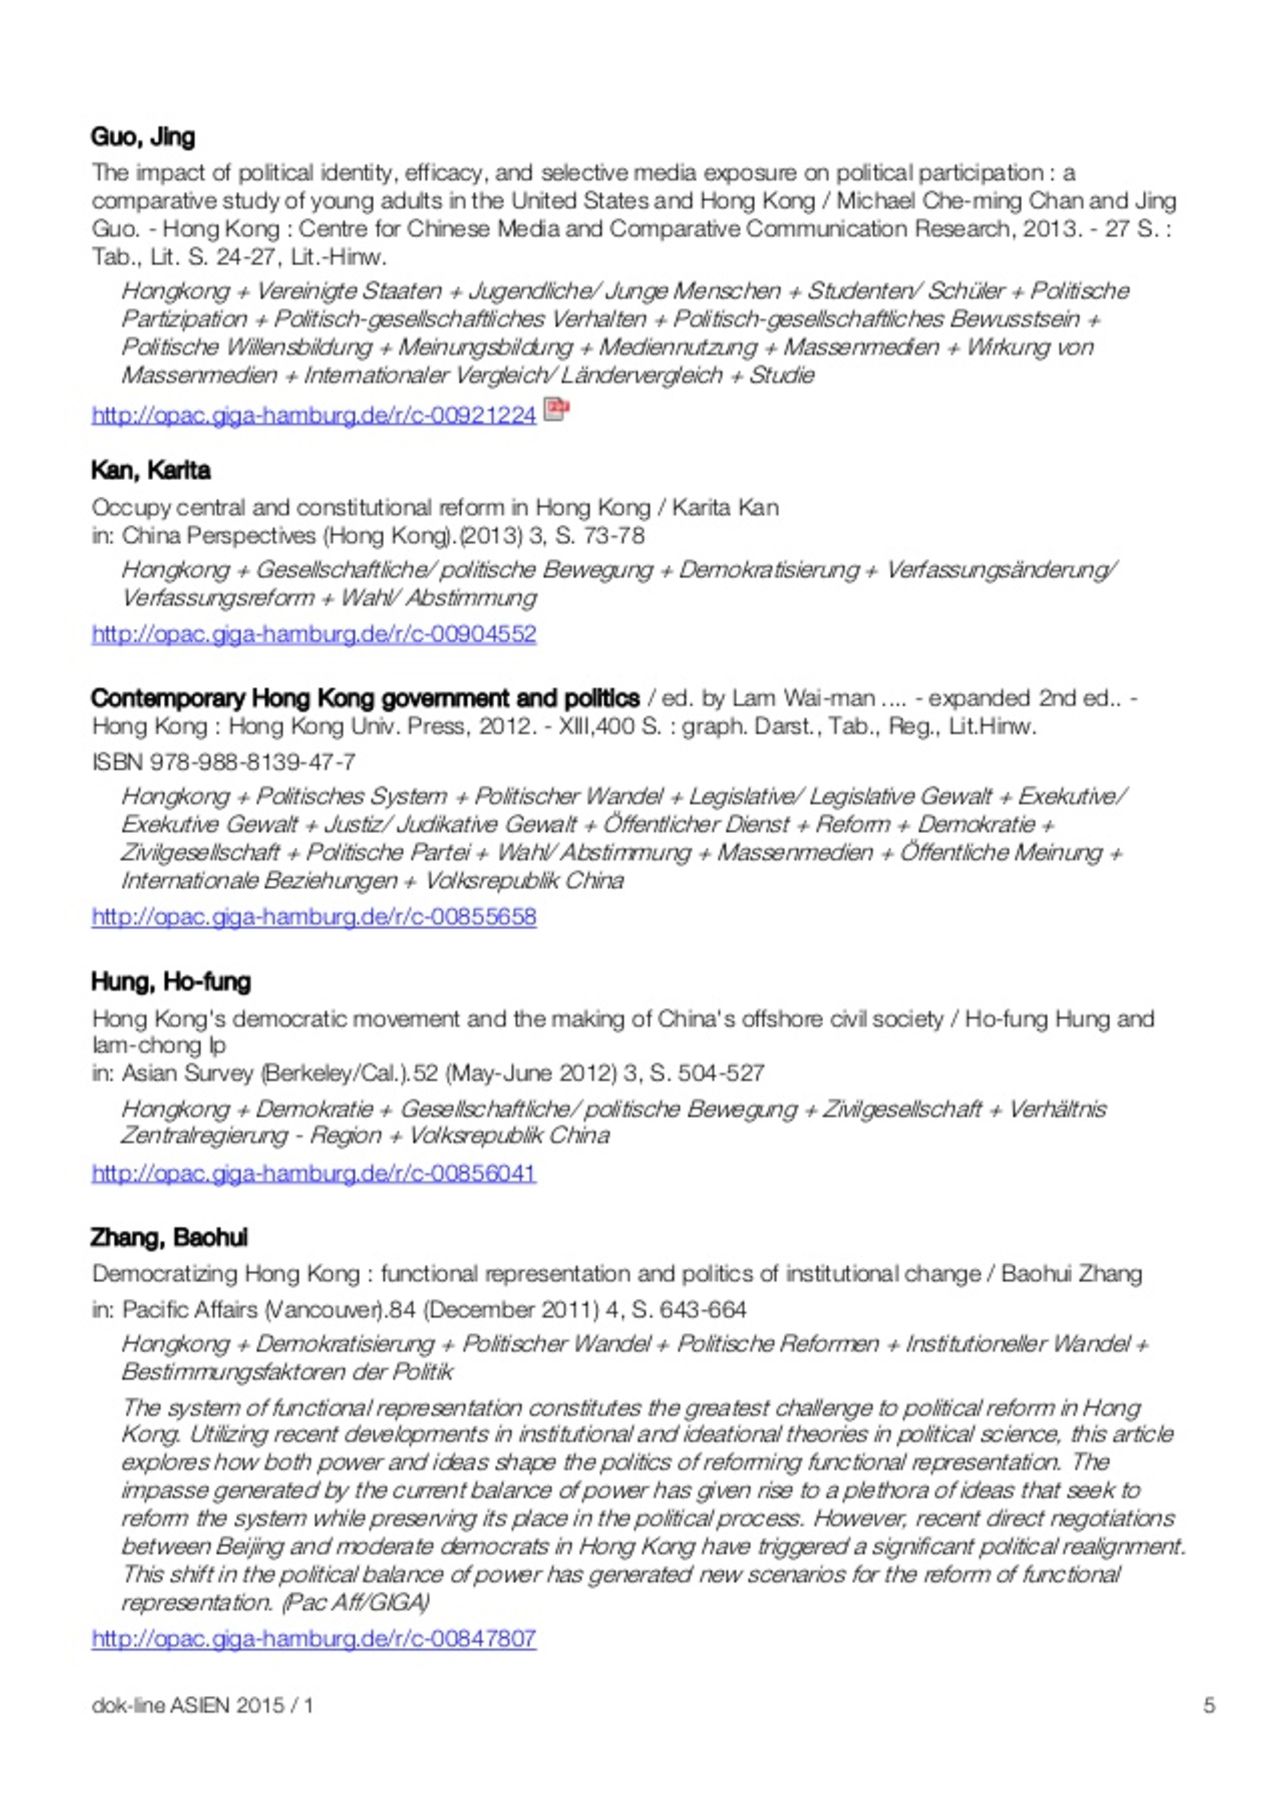 Guo, Jing
The impact of political identity, efficacy, and selective media exposure on political participation : a
comparative study of young adults in the United States and Hong Kong / Michael Che-ming Chan and Jing
Guo. - Hong Kong : Centre for Chinese Media and Comparative Communication Research, 2013. - 27 S. :
Tab., Lit. S. 24-27, Lit.-Hinw.
Hongkong + Vereinigte Staaten + Jugendliche/ Junge Menschen + Studenten/ Schüler + Politische
Partizipation + Politisch-gesellschaftliches Verhalten + Politisch-gesellschaftliches Bewusstsein +
Politische Willensbildung + Meinungsbildung + Mediennutzung + Massenmedien + Wirkung von
Massenmedien + Internationaler Vergleich/ Ländervergleich + Studie
http://opac.giga-hamburg.de/r/c-00921224
Kan, Karita
Occupy central and constitutional reform in Hong Kong / Karita Kan
in: China Perspectives (Hong Kong).(2013) 3, S. 73-78
Hongkong + Gesellschaftliche/ politische Bewegung + Demokratisierung + Verfassungsänderung/
Verfassungsreform + Wahl/ Abstimmung
http://opac.giga-hamburg.de/r/c-00904552
Contemporary Hong Kong government and politics / ed. by Lam Wai-man .... - expanded 2nd ed.. -
Hong Kong : Hong Kong Univ. Press, 2012. - XIII,400 S. : graph. Darst., Tab., Reg., Lit.Hinw.
ISBN 978-988-8139-47-7
Hongkong + Politisches System + Politischer Wandel + Legislative/ Legislative Gewalt + Exekutive/
Exekutive Gewalt + Justiz/ Judikative Gewalt + Öffentlicher Dienst + Reform + Demokratie +
Zivilgesellschaft + Politische Partei + Wahl/ Abstimmung + Massenmedien + Öffentliche Meinung +
Internationale Beziehungen + Volksrepublik China
http://opac.giga-hamburg.de/r/c-00855658
Hung, Ho-fung
Hong Kong's democratic movement and the making of China's offshore civil society / Ho-fung Hung and
Iam-chong Ip
in: Asian Survey (Berkeley/Cal.).52 (May-June 2012) 3, S. 504-527
Hongkong + Demokratie + Gesellschaftliche/ politische Bewegung + Zivilgesellschaft + Verhältnis
Zentralregierung - Region + Volksrepublik China
http://opac.giga-hamburg.de/r/c-00856041
Zhang, Baohui
Democratizing Hong Kong : functional representation and politics of institutional change / Baohui Zhang
in: Pacific Affairs (Vancouver).84 (December 2011) 4, S. 643-664
Hongkong + Demokratisierung + Politischer Wandel + Politische Reformen + Institutioneller Wandel +
Bestimmungsfaktoren der Politik
The system of functional representation constitutes the greatest challenge to political reform in Hong
Kong. Utilizing recent developments in institutional and ideational theories in political science, this article
explores how both power and ideas shape the politics of reforming functional representation. The
impasse generated by the current balance of power has given rise to a plethora of ideas that seek to
reform the system while preserving its place in the political process. However, recent direct negotiations
between Beijing and moderate democrats in Hong Kong have triggered a significant political realignment.
This shift in the political balance of power has generated new scenarios for the reform of functional
representation. (Pac Aff/GIGA)
http://opac.giga-hamburg.de/r/c-00847807
dok-line ASIEN 2015 / 1 5